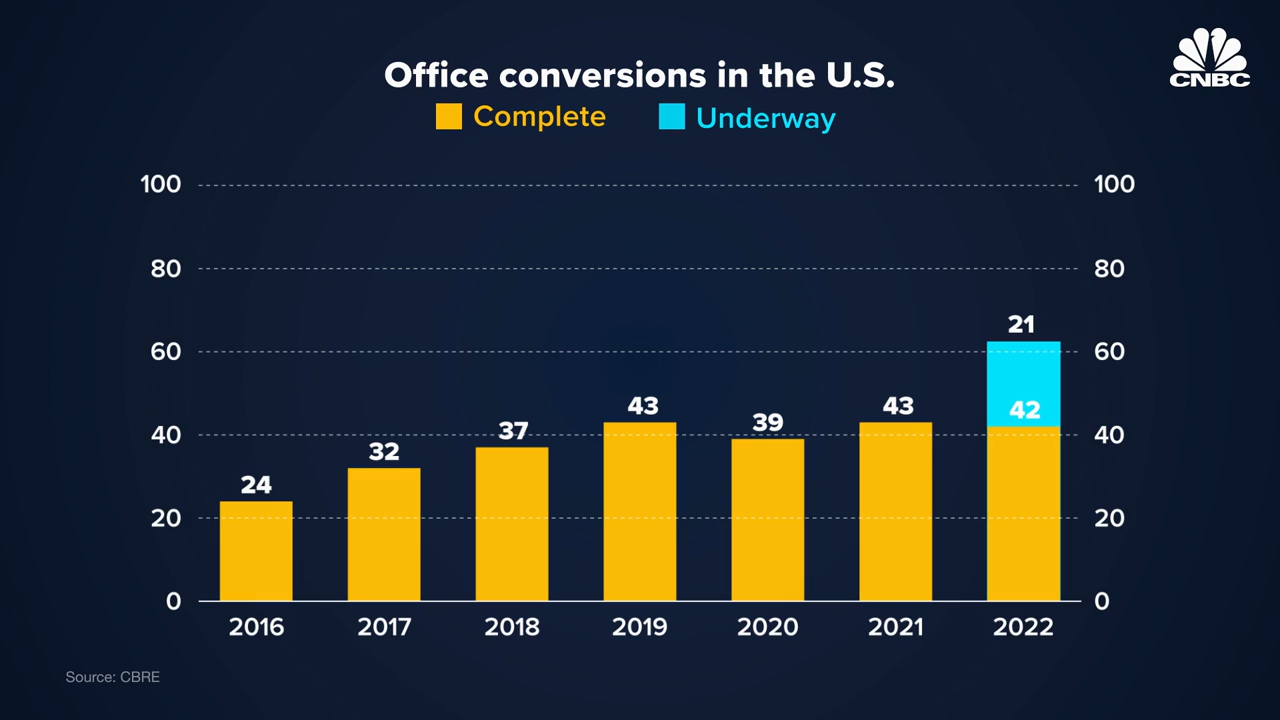 CNBC
Office conversions in the U.S.
Complete Underway
100 100
80 80
21
60 60
42
43 43
39
40 37 40
32
24
20 20
0 0
2016 2017 2018 2019 2020 2021 2022
Source: CBRE